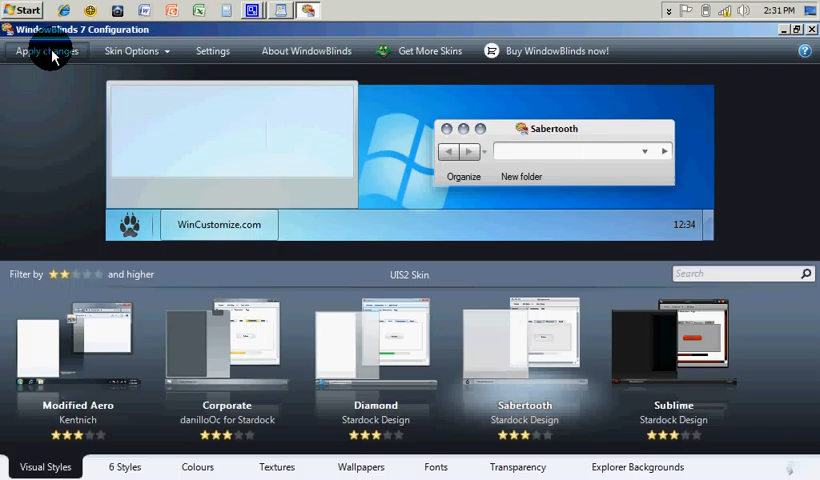 Start
2:31 PM
WindowBlinds 7 Configuration
Apply changes
Skin Options
Settings
About WindowBlinds
Get More Skins
Buy WindowBlinds now!
Sabertooth
Organize
New folder
WinCustomize.com
12:34
Filter by
and higher
UIS2 Skin
Search
Modified Aero
Kentnich
Corporate
danilloOc for Stardock
Diamond
Stardock Design
Sabertooth
Stardock Design
Sublime
Stardock Design
Visual Styles
6 Styles
Colours
Textures
Wallpapers
Fonts
Transparency
Explorer Backgrounds